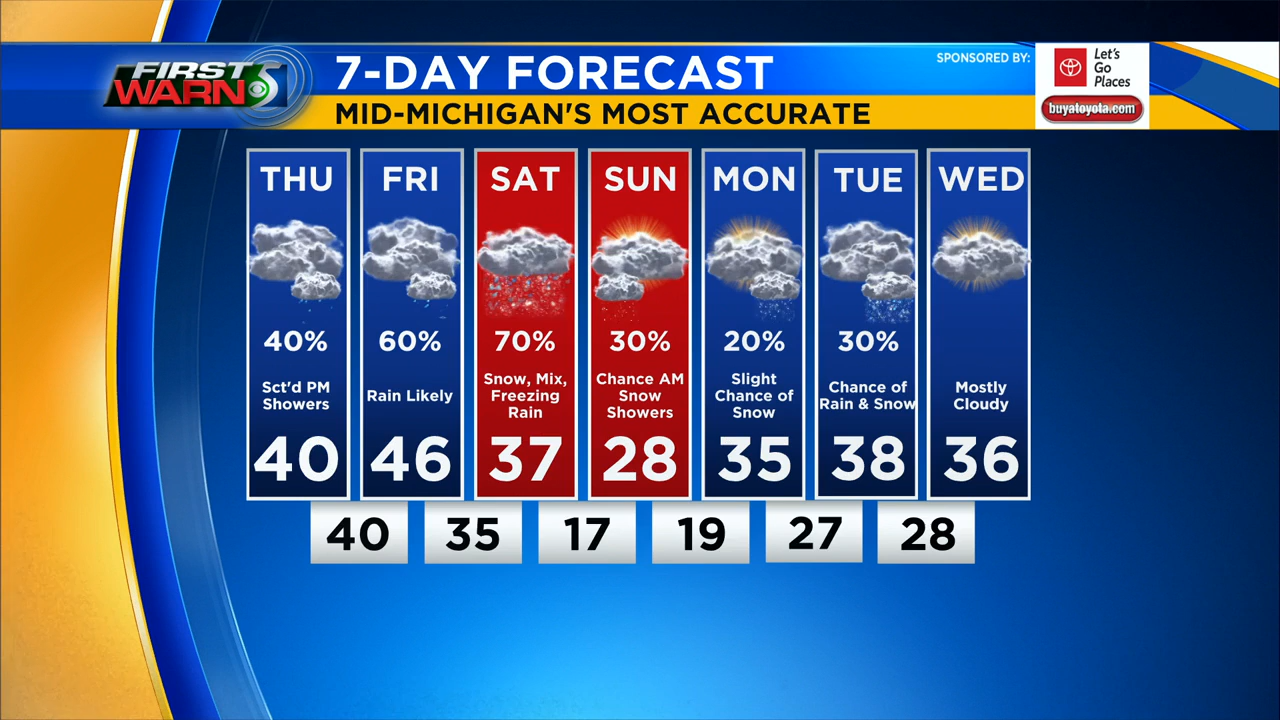 FIRST
WARN 5
7-DAY FORECAST
MID-MICHIGAN'S MOST ACCURATE
SPONSORED BY:
Let's
Go
Places
buyatoyota.com
THU FRI SAT SUN MON TUE WED
40% 60% 70% 30% 20% 30%
Sct'd PM
Showers
Rain Likely
Snow, Mix,
Freezing
Rain
Chance AM
Snow
Showers
Slight
Chance of
Snow
Chance of
Rain & Snow
Mostly
Cloudy
40 46 37 28 35 38 36
40 35 17 19 27 28